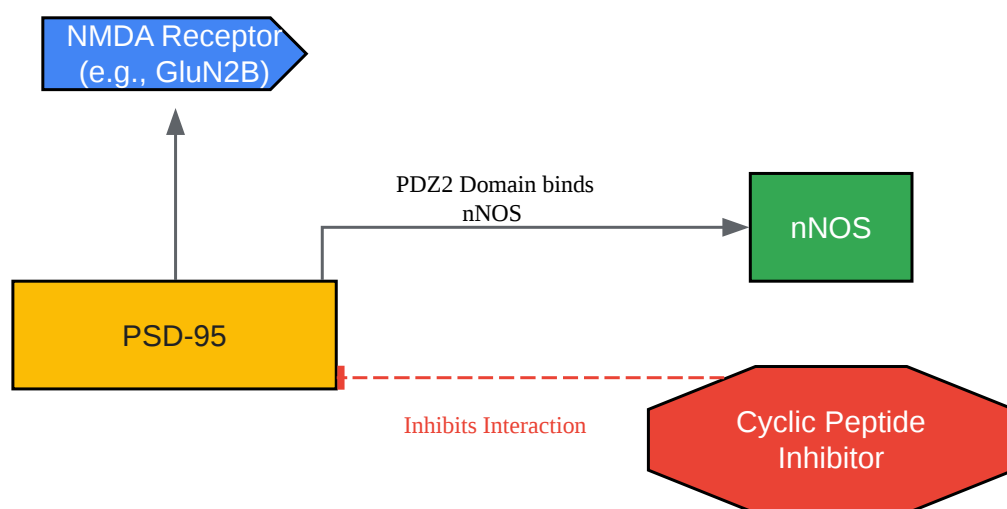 NMDA Receptor
(e.g., GluN2B)
PDZ2 Domain binds
nNOS
nNOS
PSD-95
Inhibits Interaction
Cyclic Peptide
Inhibitor